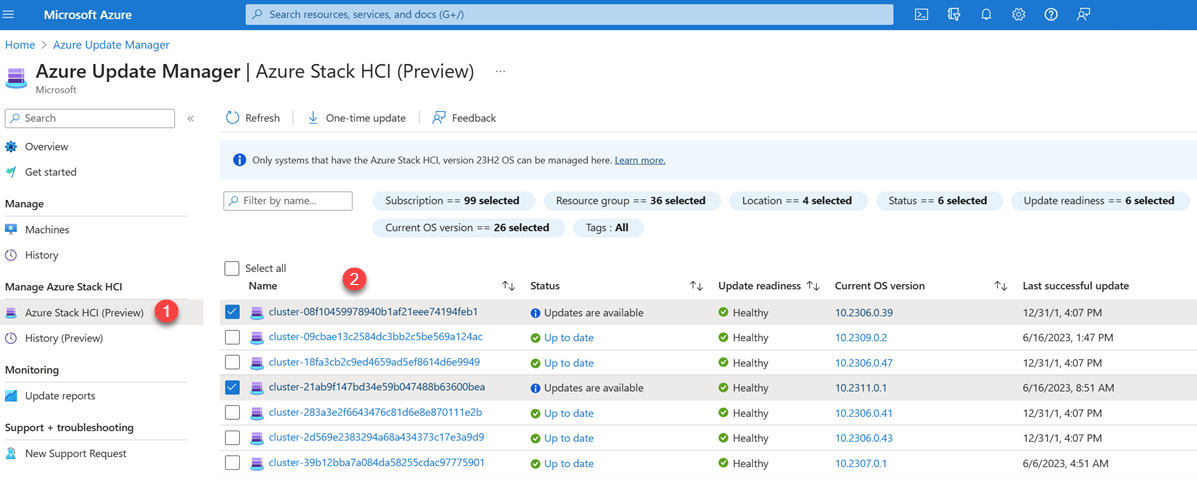 Microsoft Azure
Search resources, services, and docs (G+/)
Home > Azure Update Manager
Azure Update Manager | Azure Stack HCI (Preview) ...
Microsoft
Search «
Overview
Get started
Manage
Machines
History
Manage Azure Stack HCI
Azure Stack HCI (Preview) 1
History (Preview)
Monitoring
Update reports
Support + troubleshooting
New Support Request
Refresh One-time update Feedback
Only systems that have the Azure Stack HCI, version 23H2 OS can be managed here. Learn more.
Filter by name... Subscription == 99 selected Resource group == 36 selected Location == 4 selected Status == 6 selected Update readiness == 6 selected
Current OS version == 26 selected Tags : All
Select all
2
Name Status Update readiness Current OS version Last successful update
cluster-08f10459978940b1af21eee74194feb1 Updates are available Healthy 10.2306.0.39 12/31/1, 4:07 PM
cluster-09cbae13c2584dc3bb2c5be569a124ac Up to date Healthy 10.2309.0.2 6/16/2023, 1:47 PM
cluster-18fa3cb2c9ed4659ad5ef8614d6e9949 Up to date Healthy 10.2306.0.47 12/31/1, 4:07 PM
cluster-21ab9f147bd34e59b047488b63600bea Updates are available Healthy 10.2311.0.1 6/16/2023, 8:51 AM
cluster-283a3e2f6643476c81d6e8e870111e2b Up to date Healthy 10.2306.0.41 12/31/1, 4:07 PM
cluster-2d569e2383294a68a434373c17e3a9d9 Up to date Healthy 10.2306.0.43 12/31/1, 4:07 PM
cluster-39b12bba7a084da58255cdac97775901 Up to date Healthy 10.2307.0.1 6/6/2023, 4:51 AM